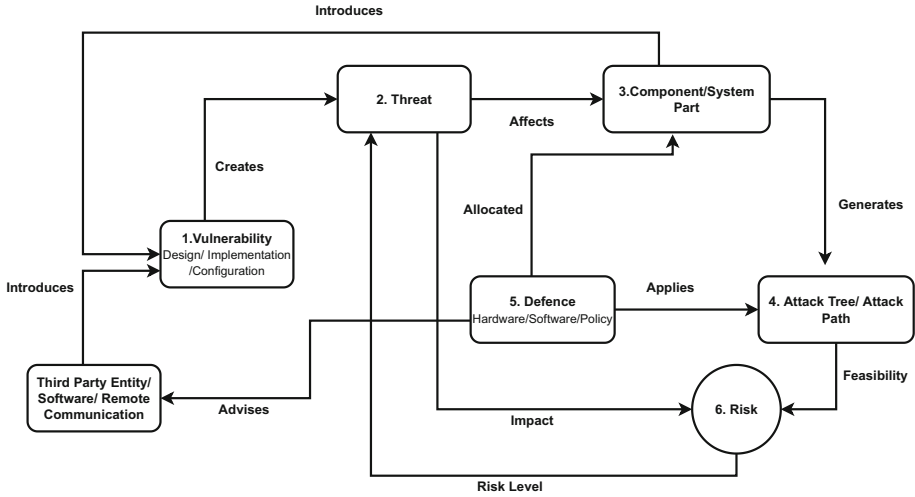 Introduces
2. Threat
3.Component/System
Part
Affects
Creates
Allocated
Generates
1.Vulnerability
Design/ Implementation
/Configuration
Introduces
5. Defence
Hardware/Software/Policy
Applies
4. Attack Tree/ Attack
Path
Third Party Entity/
Software/ Remote
Communication
Advises
Feasibility
Impact
6. Risk
Risk Level